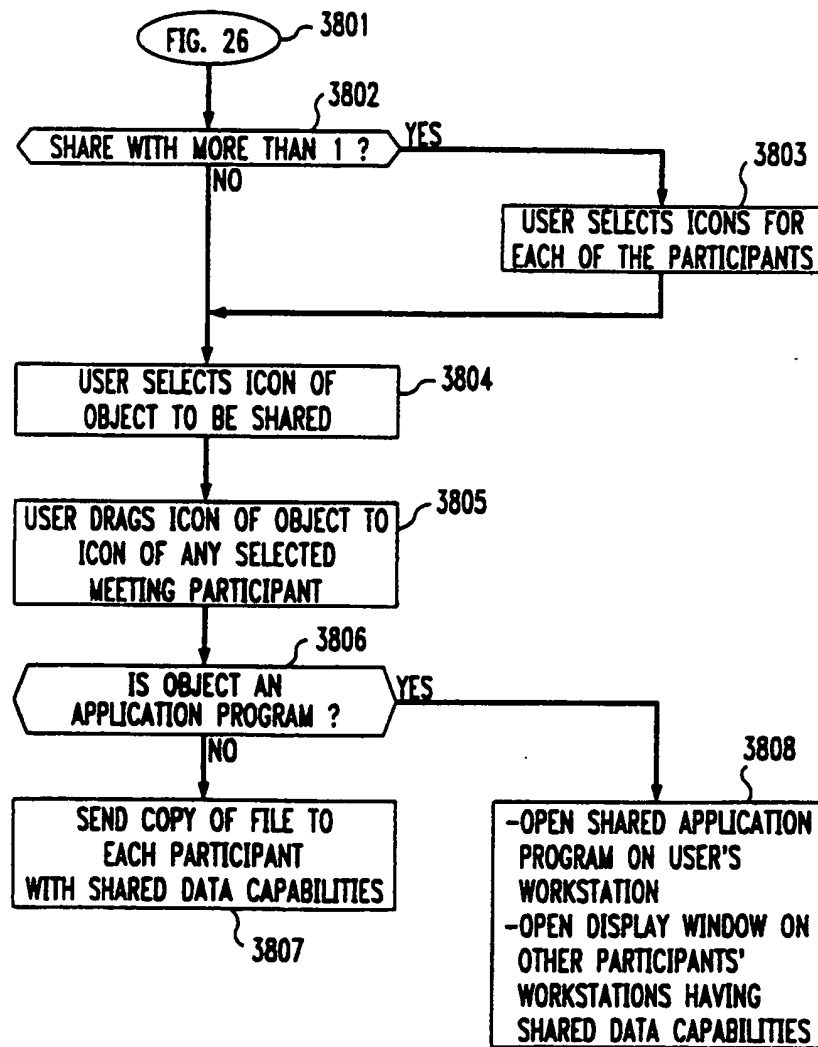 FIG. 26
3801
3802
SHARE WITH MORE THAN 1 ?
YES
NO
3803
USER SELECTS ICONS FOR
EACH OF THE PARTICIPANTS
USER SELECTS ICON OF
OBJECT TO BE SHARED
3804
USER DRAGS ICON OF OBJECT TO
ICON OF ANY SELECTED
MEETING PARTICIPANT
3805
3806
IS OBJECT AN
APPLICATION PROGRAM ?
YES
NO
SEND COPY OF FILE TO
EACH PARTICIPANT
WITH SHARED DATA CAPABILITIES
3807
3808
-OPEN SHARED APPLICATION
PROGRAM ON USER'S
WORKSTATION
-OPEN DISPLAY WINDOW ON
OTHER PARTICIPANTS'
WORKSTATIONS HAVING
SHARED DATA CAPABILITIES